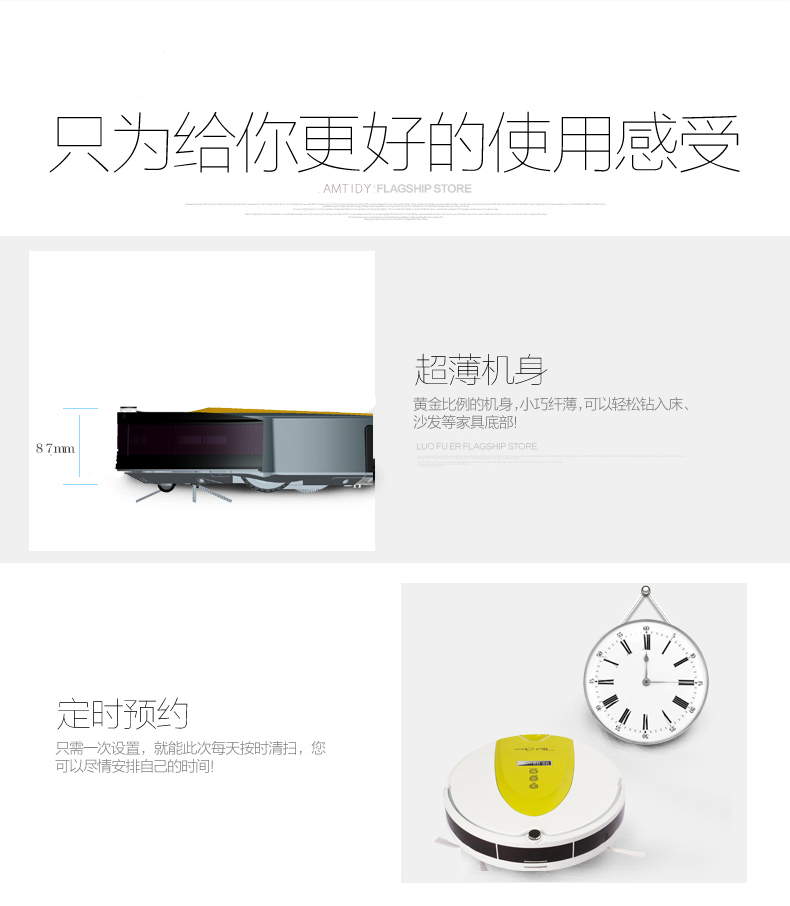 只为给你更好的使用感受
AMTIDY FLAGSHIP STORE
超薄机身
黄金比例的机身,小巧纤薄,可以轻松钻入床、
沙发等家具底部!
LUO FU ER FLAGSHIP STORE
87mm
定时预约
只需一次设置，就能此次每天按时清扫，您
可以尽情安排自己的时间!